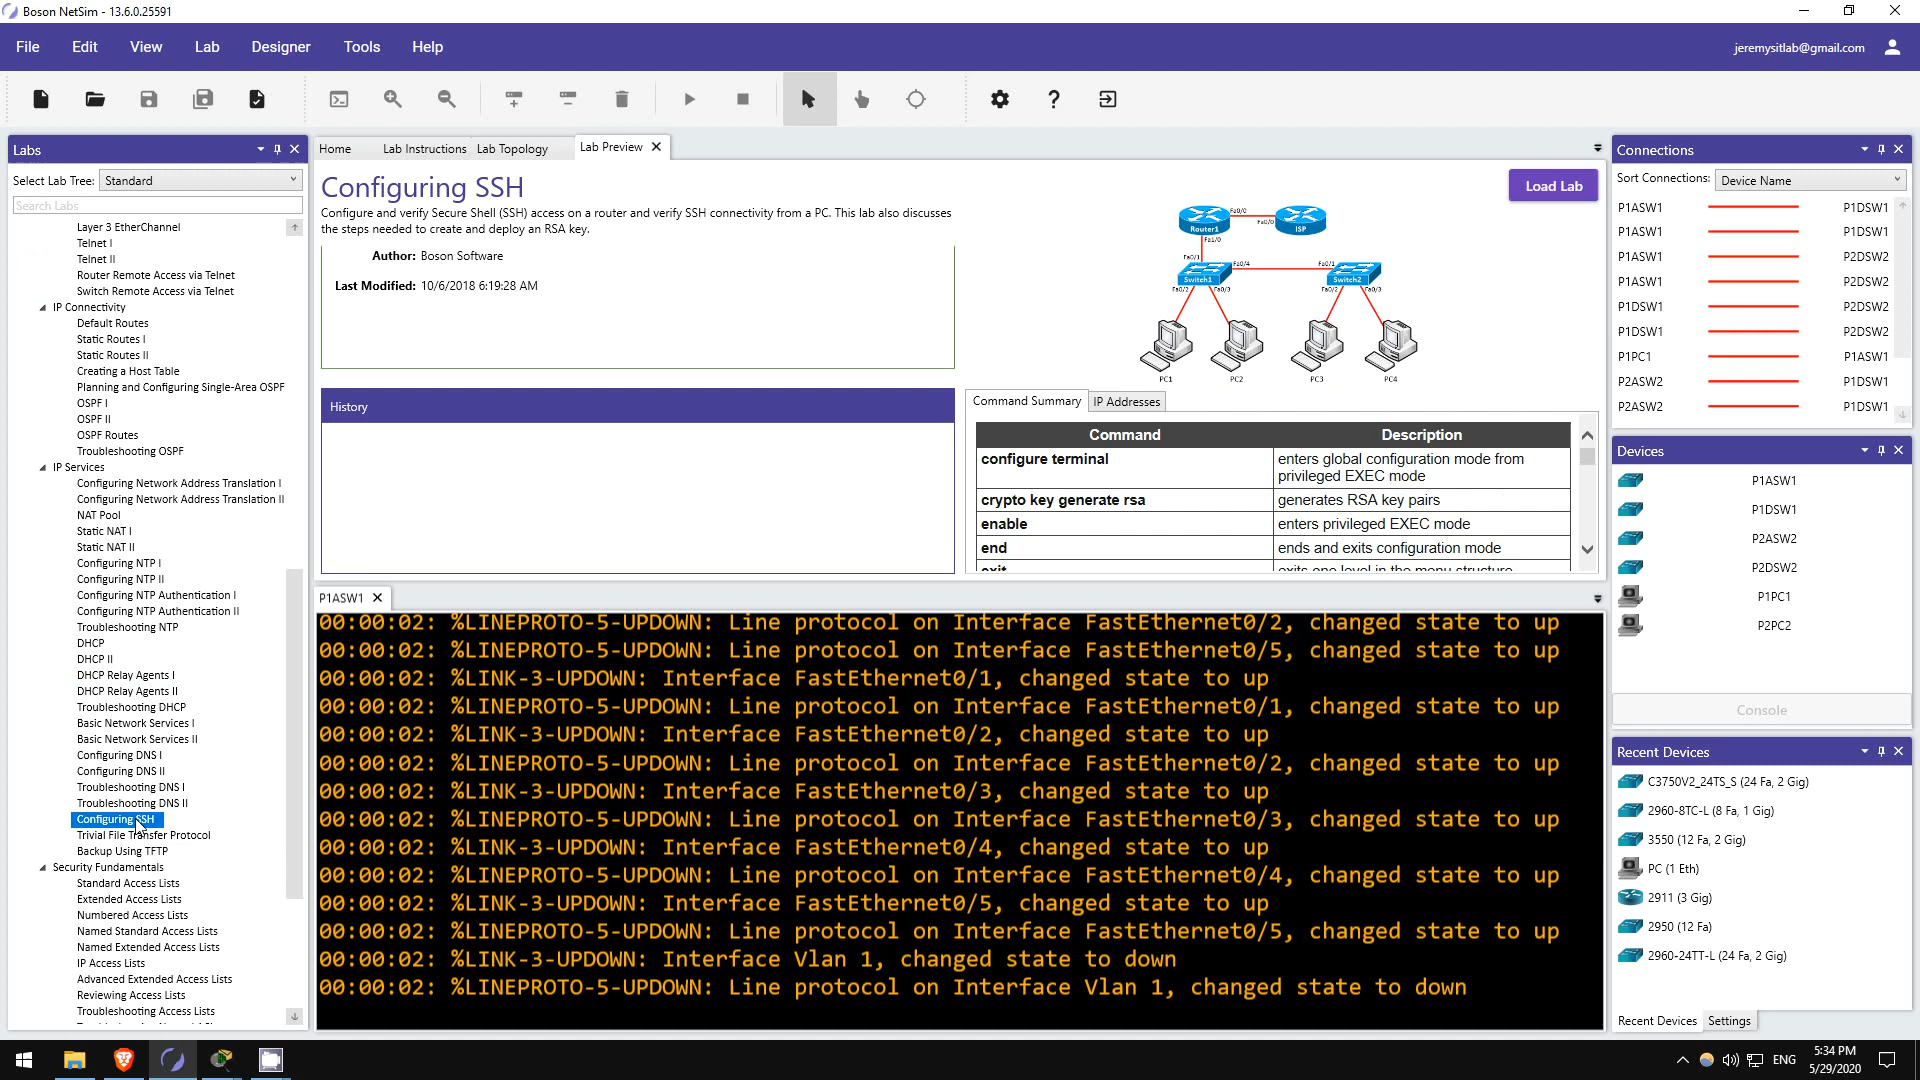 Boson NetSim - 13.6.0.25591
File Edit View Lab Designer Tools Help
jeremysitlab@gmail.com
Labs
Select Lab Tree: Standard
Search Labs
Layer 3 EtherChannel
Telnet I
Telnet II
Router Remote Access via Telnet
Switch Remote Access via Telnet
IP Connectivity
Default Routes
Static Routes I
Static Routes II
Creating a Host Table
Planning and Configuring Single-Area OSPF
OSPF I
OSPF II
OSPF Routes
Troubleshooting OSPF
IP Services
Configuring Network Address Translation I
Configuring Network Address Translation II
NAT Pool
Static NAT I
Static NAT II
Configuring NTP I
Configuring NTP II
Configuring NTP Authentication I
Configuring NTP Authentication II
Troubleshooting NTP
DHCP
DHCP II
DHCP Relay Agents I
DHCP Relay Agents II
Troubleshooting DHCP
Basic Network Services I
Basic Network Services II
Configuring DNS I
Configuring DNS II
Troubleshooting DNS I
Troubleshooting DNS II
Configuring SSH
Trivial File Transfer Protocol
Backup Using TFTP
Security Fundamentals
Standard Access Lists
Extended Access Lists
Numbered Access Lists
Named Standard Access Lists
Named Extended Access Lists
IP Access Lists
Advanced Extended Access Lists
Reviewing Access Lists
Troubleshooting Access Lists
Home Lab Instructions Lab Topology Lab Preview
Configuring SSH
Load Lab
Configure and verify Secure Shell (SSH) access on a router and verify SSH connectivity from a PC. This lab also discusses
the steps needed to create and deploy an RSA key.
Author: Boson Software
Last Modified: 10/6/2018 6:19:28 AM
History
Router1 Fa0/0 Fa0/0 ISP
Fa1/0
Fa0/1 Fa0/4 Fa0/1
Switch1 Switch2
Fa0/2 Fa0/3 Fa0/2 Fa0/3
PC1 PC2 PC3 PC4
Command Summary IP Addresses
Command Description
configure terminal enters global configuration mode from
privileged EXEC mode
crypto key generate rsa generates RSA key pairs
enable enters privileged EXEC mode
end ends and exits configuration mode
exit exits one level in the menu structure
P1ASW1
00:00:02: %LINEPROTO-5-UPDOWN: Line protocol on Interface FastEthernet0/2, changed state to up
00:00:02: %LINEPROTO-5-UPDOWN: Line protocol on Interface FastEthernet0/5, changed state to up
00:00:02: %LINK-3-UPDOWN: Interface FastEthernet0/1, changed state to up
00:00:02: %LINEPROTO-5-UPDOWN: Line protocol on Interface FastEthernet0/1, changed state to up
00:00:02: %LINK-3-UPDOWN: Interface FastEthernet0/2, changed state to up
00:00:02: %LINEPROTO-5-UPDOWN: Line protocol on Interface FastEthernet0/2, changed state to up
00:00:02: %LINK-3-UPDOWN: Interface FastEthernet0/3, changed state to up
00:00:02: %LINEPROTO-5-UPDOWN: Line protocol on Interface FastEthernet0/3, changed state to up
00:00:02: %LINK-3-UPDOWN: Interface FastEthernet0/4, changed state to up
00:00:02: %LINEPROTO-5-UPDOWN: Line protocol on Interface FastEthernet0/4, changed state to up
00:00:02: %LINK-3-UPDOWN: Interface FastEthernet0/5, changed state to up
00:00:02: %LINEPROTO-5-UPDOWN: Line protocol on Interface FastEthernet0/5, changed state to up
00:00:02: %LINK-3-UPDOWN: Interface Vlan 1, changed state to down
00:00:02: %LINEPROTO-5-UPDOWN: Line protocol on Interface Vlan 1, changed state to down
Connections
Sort Connections: Device Name
P1ASW1 P1DSW1
P1ASW1 P1DSW1
P1ASW1 P2DSW2
P1ASW1 P2DSW2
P1DSW1 P2DSW2
P1DSW1 P2DSW2
P1PC1 P1ASW1
P2ASW2 P1DSW1
P2ASW2 P1DSW1
Devices
P1ASW1
P1DSW1
P2ASW2
P2DSW2
P1PC1
P2PC2
Console
Recent Devices
C3750V2_24TS_S (24 Fa, 2 Gig)
2960-8TC-L (8 Fa, 1 Gig)
3550 (12 Fa, 2 Gig)
PC (1 Eth)
2911 (3 Gig)
2950 (12 Fa)
2960-24TT-L (24 Fa, 2 Gig)
Recent Devices Settings
ENG
5:34 PM
5/29/2020